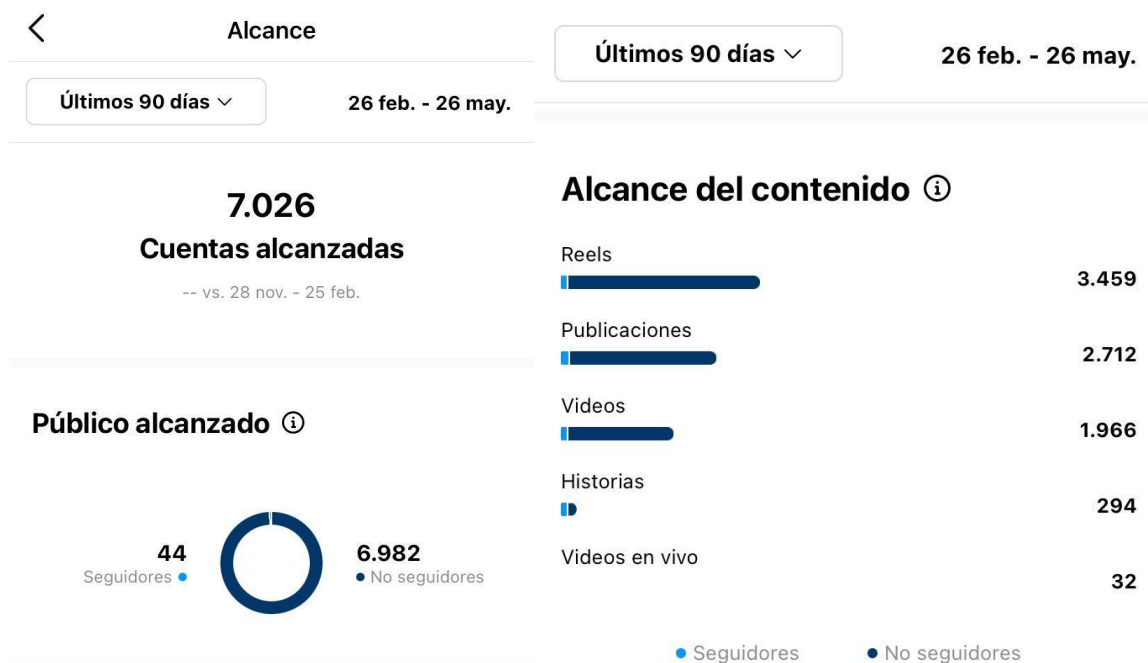 Alcance
Últimos 90 días
26 feb. - 26 may.
7.026
Cuentas alcanzadas
-- vs. 28 nov. - 25 feb.
Público alcanzado
44
Seguidores
6.982
No seguidores
Últimos 90 días
26 feb. - 26 may.
Alcance del contenido
Reels
3.459
Publicaciones
2.712
Videos
1.966
Historias
294
Videos en vivo
32
Seguidores
No seguidores